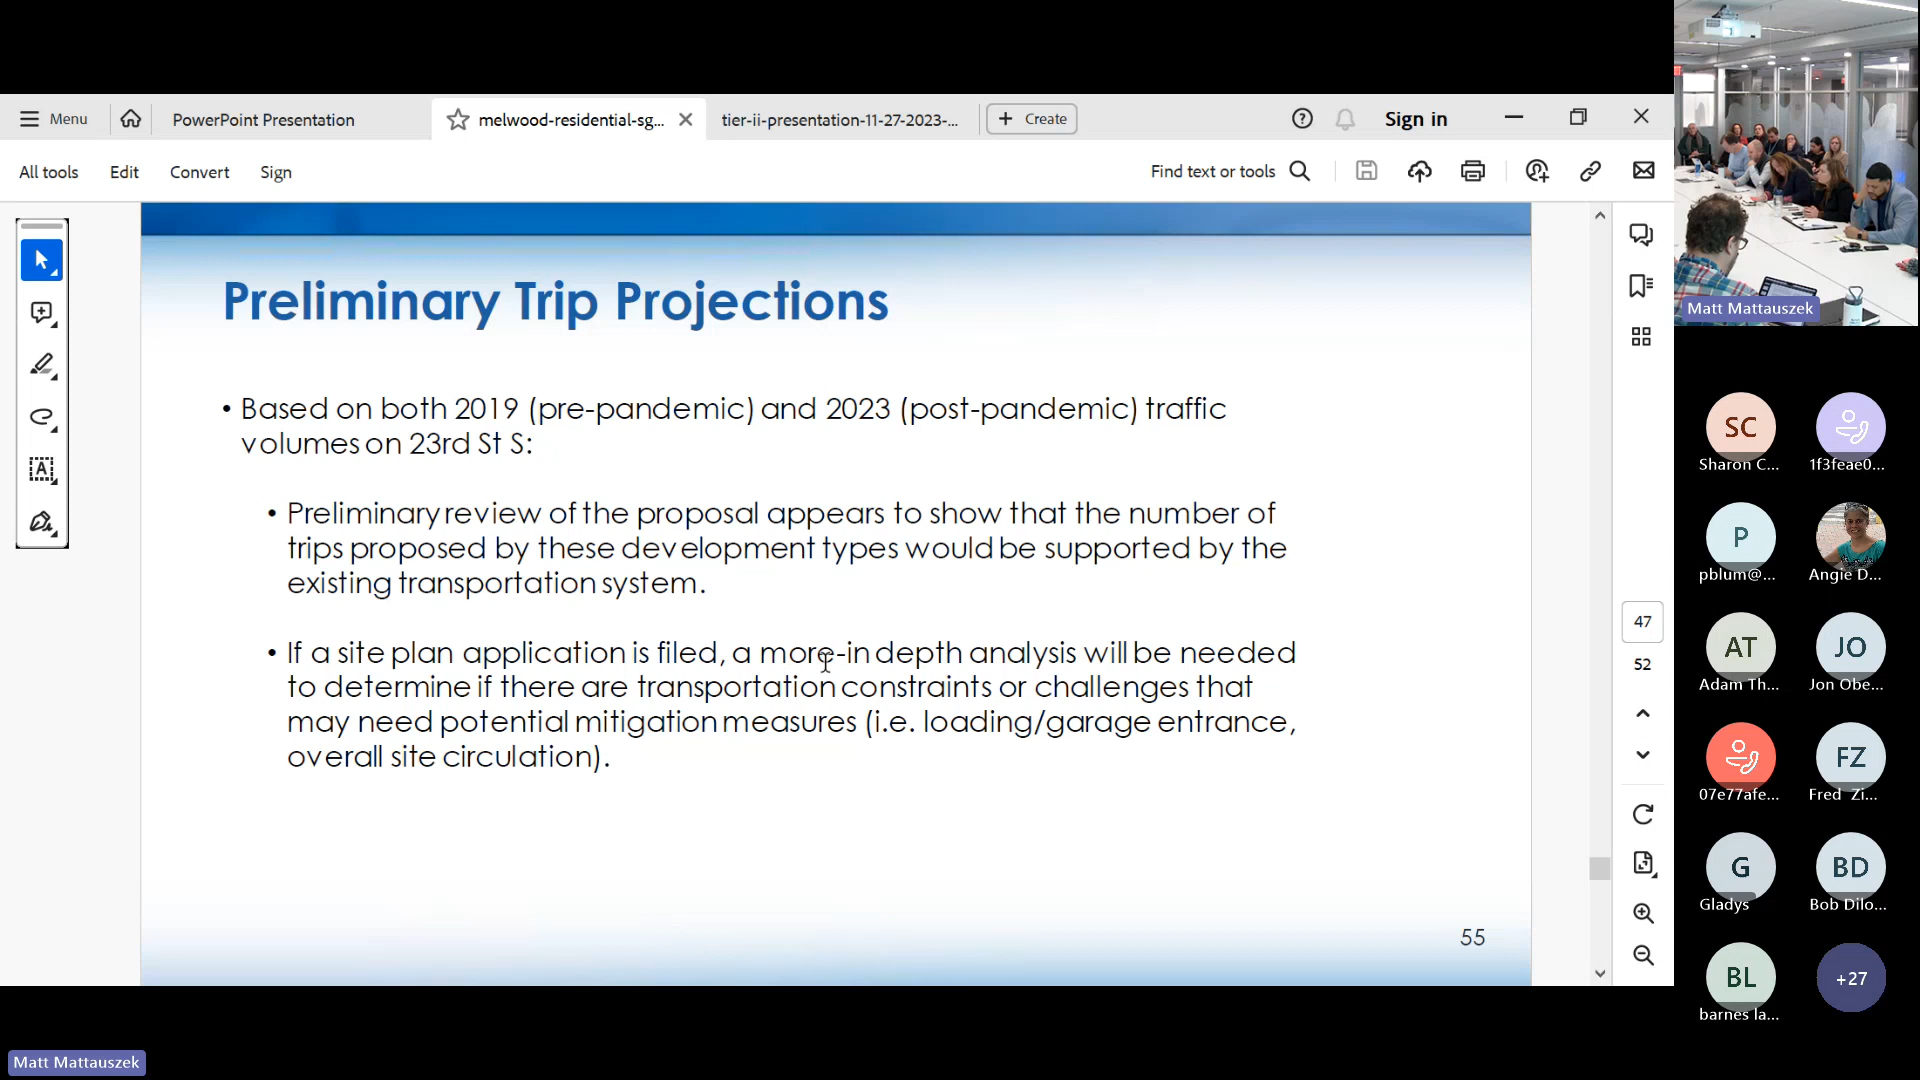 Menu
PowerPoint Presentation
melwood-residential-sg...
tier-ii-presentation-11-27-2023-...
+ Create
Sign in
All tools
Edit
Convert
Sign
Find text or tools
Preliminary Trip Projections
• Based on both 2019 (pre-pandemic) and 2023 (post-pandemic) traffic
volumes on 23rd St S:
• Preliminary review of the proposal appears to show that the number of
trips proposed by these development types would be supported by the
existing transportation system.
• If a site plan application is filed, a more-in depth analysis will be needed
to determine if there are transportation constraints or challenges that
may need potential mitigation measures (i.e. loading/garage entrance,
overall site circulation).
55
47
52
Matt Mattauszek
SC
Sharon C...
1f3feae0...
P
pblum@...
Angie D...
AT
Adam Th...
JO
Jon Obe...
07e77afe...
FZ
Fred Zi...
G
Gladys
BD
Bob Dilo...
BL
barnes la...
+27
Matt Mattauszek